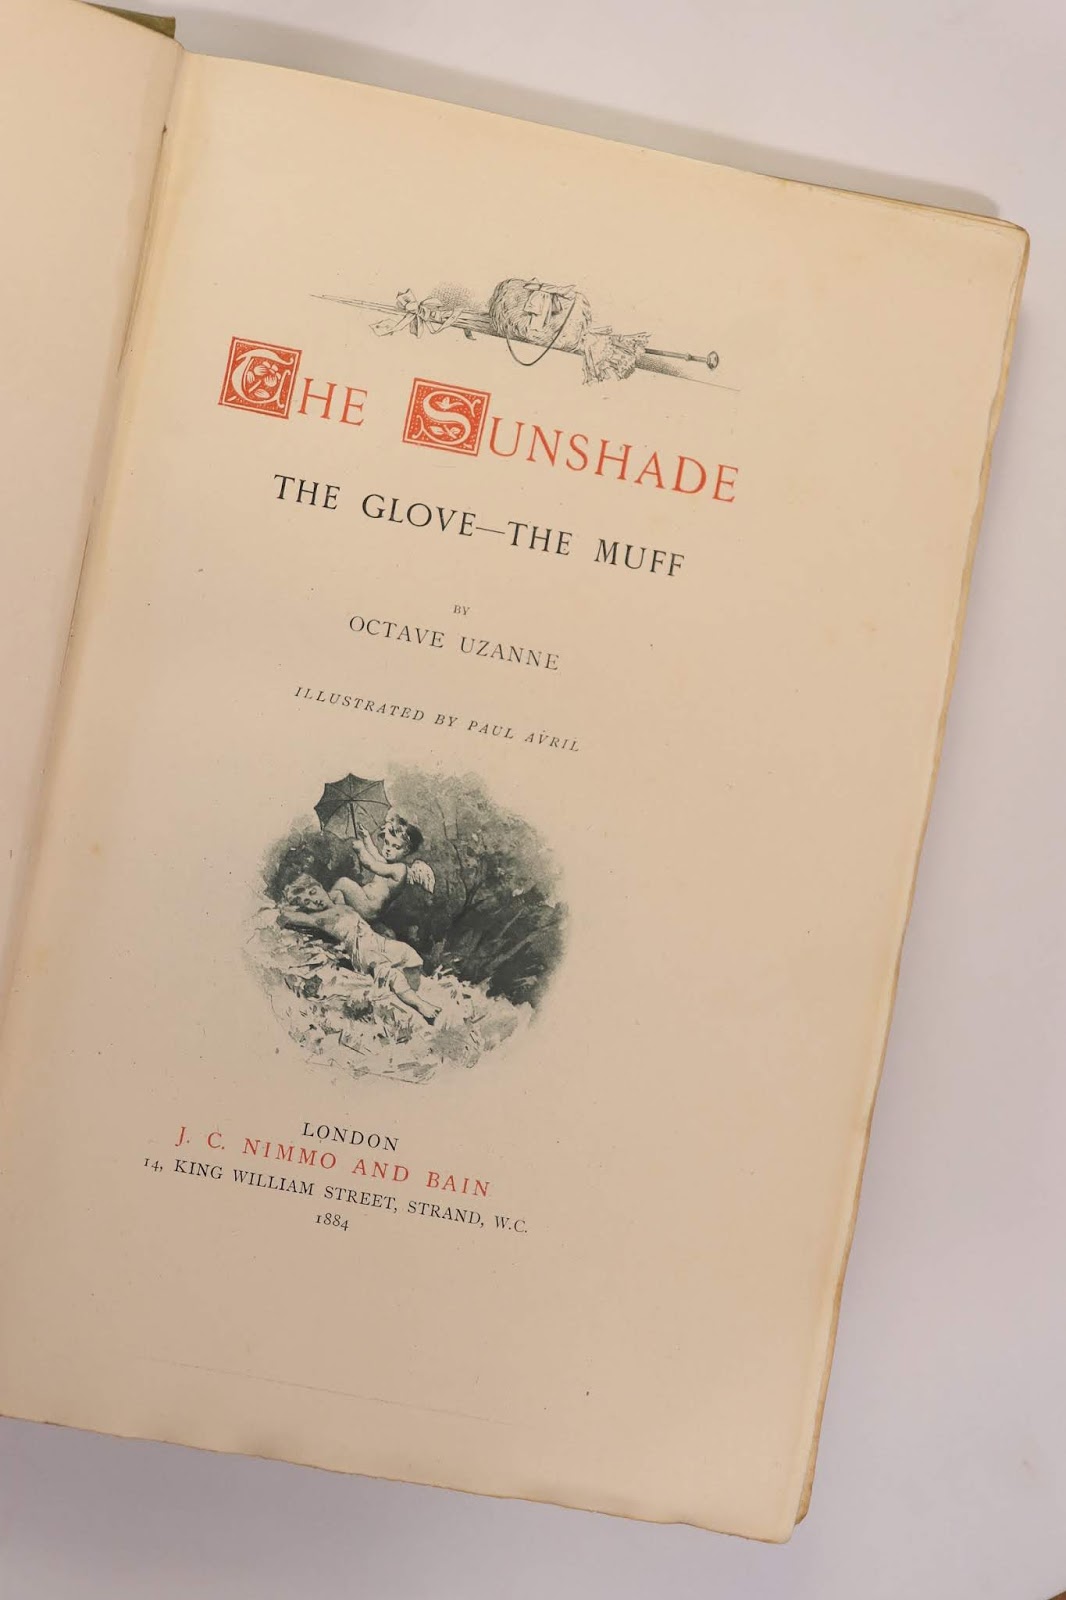 THE SUNSHADE
THE GLOVE—THE MUFF
BY
OCTAVE UZANNE
ILLUSTRATED BY PAUL AVRIL
LONDON
J. C. NIMMO AND BAIN
14, KING WILLIAM STREET, STRAND, W.C.
1884